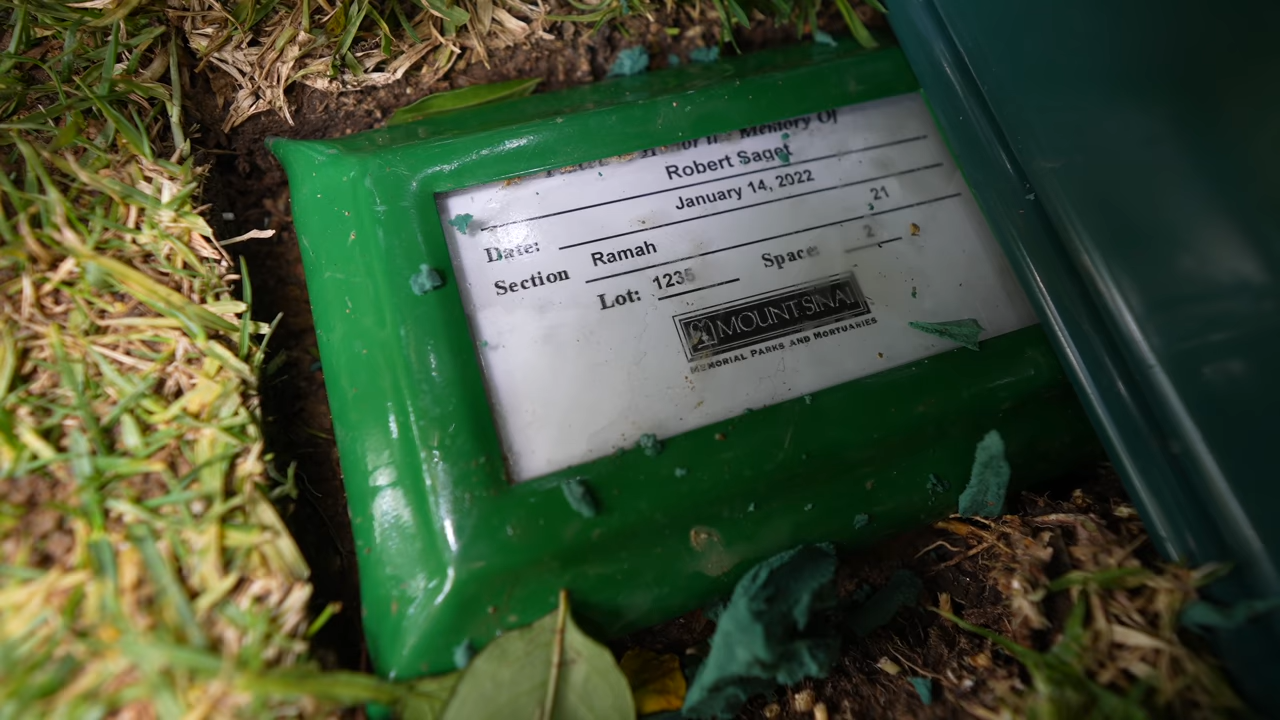 Memory Of
Robert Saget
January 14, 2022
Date: 21
Section Ramah
Lot: 1235 Space: 2
MOUNT SINAI
MEMORIAL PARKS AND MORTUARIES